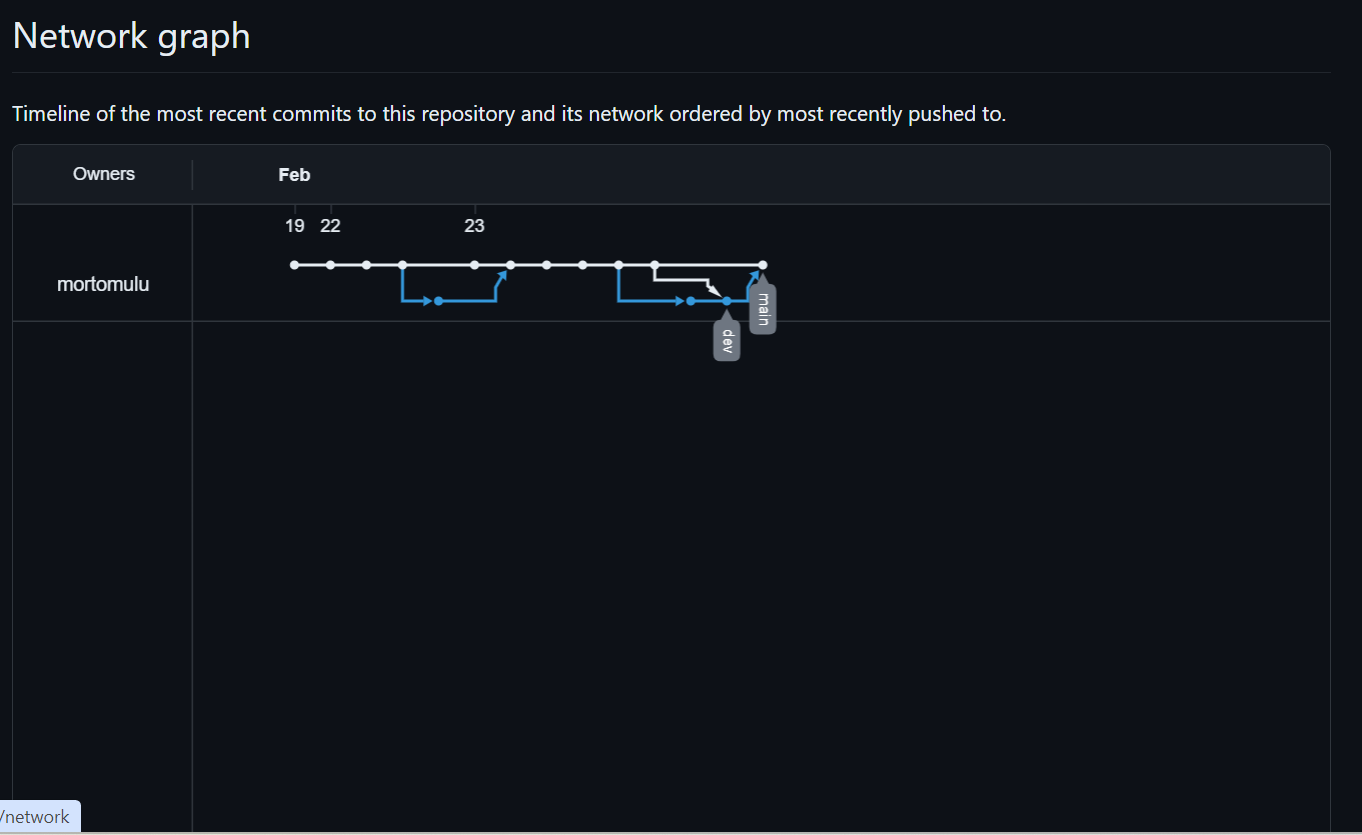 Network graph
Timeline of the most recent commits to this repository and its network ordered by most recently pushed to.
Owners
Feb
19 22 23
mortomulu
main
dev
/network